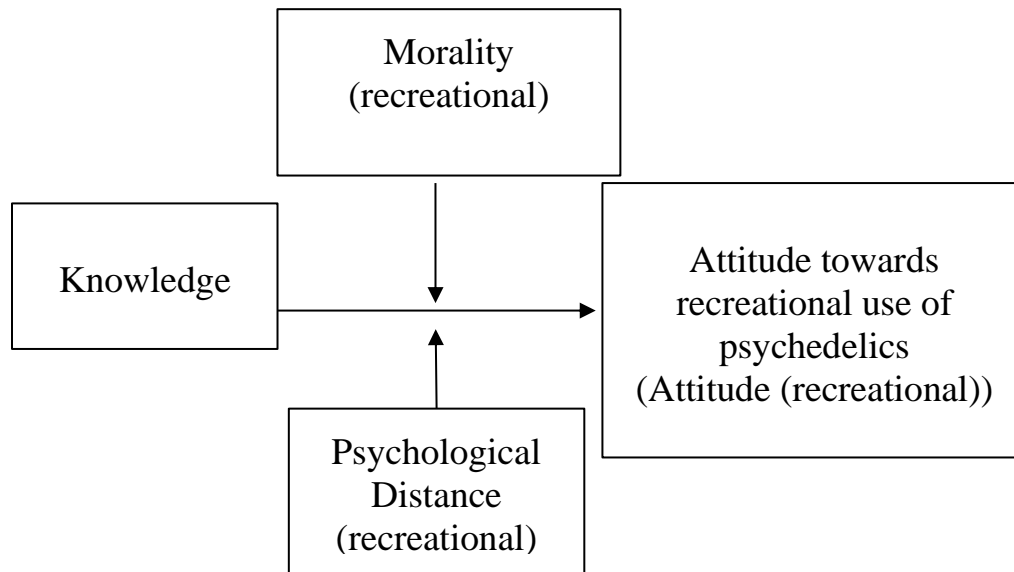 Morality
(recreational)
Knowledge
Attitude towards
recreational use of
psychedelics
(Attitude (recreational))
Psychological
Distance
(recreational)